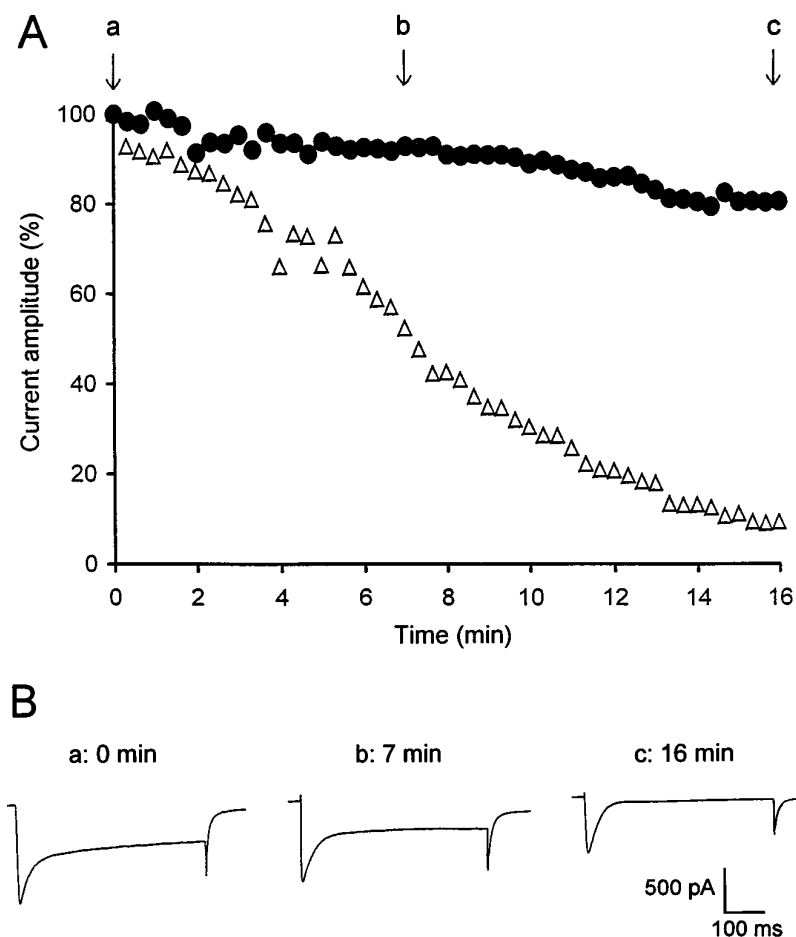 A
a
b
c
100
80
60
40
20
0
Current amplitude (%)
0 2 4 6 8 10 12 14 16
Time (min)
B
a: 0 min
b: 7 min
c: 16 min
500 pA
100 ms